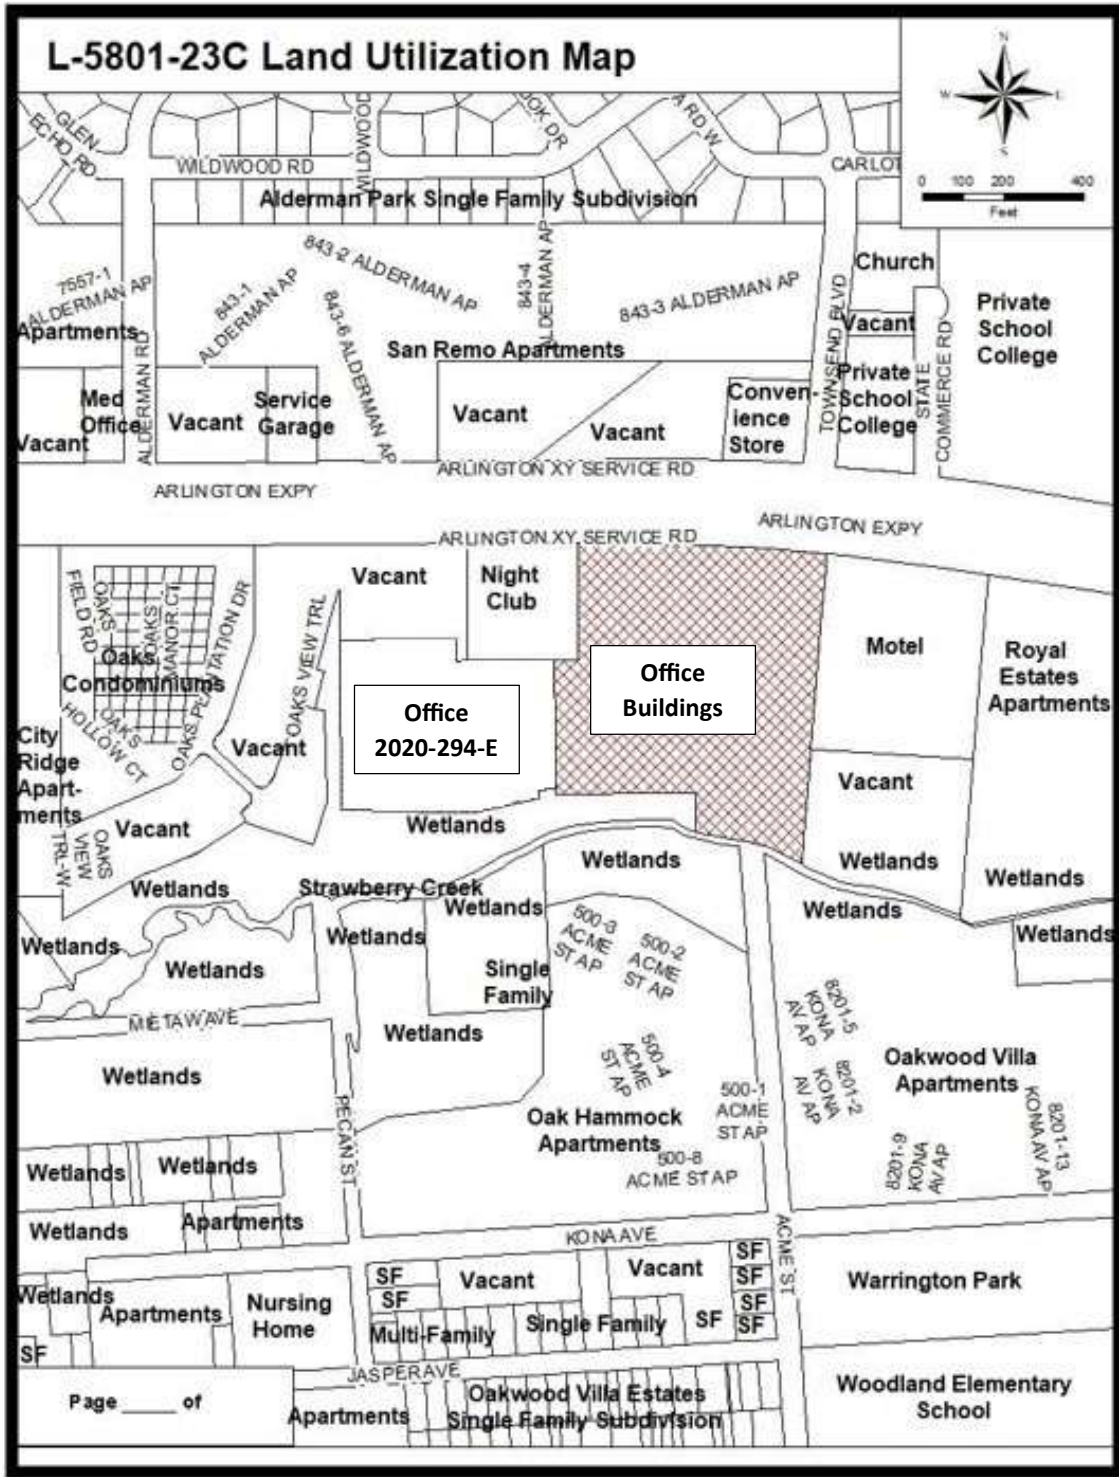 L-5801-23C Land Utilization Map
N
W
E
S
0 100 200 400
Feet
GLEN
ECHO RD
WILDWOOD RD
WILDWOOD
OOK DR
ARD W
CARLOT
Alderman Park Single Family Subdivision
7557-1
ALDERMAN AP
Apartments
ALDERMAN RD
843-1
ALDERMAN AP
843-2 ALDERMAN AP
843-6 ALDERMAN AP
843-4
ALDERMAN AP
843-3 ALDERMAN AP
San Remo Apartments
TOWNSEND BLVD
Church
Vacant
Private
School
College
STATE
COMMERCE RD
Private
School
College
Vacant
Med
Office
Vacant
Service
Garage
Vacant
Vacant
Conven-
ience
Store
ARLINGTON XY SERVICE RD
ARLINGTON EXPY
ARLINGTON EXPY
ARLINGTON XY SERVICE RD
OAKS
FIELD RD
OAKS
MANOR CT
Oaks
Condominiums
OAKS
HOLLOW CT
OAKS PLANTATION DR
OAKS VIEW TRL
Vacant
Night
Club
Office
2020-294-E
Office
Buildings
Motel
Royal
Estates
Apartments
City
Ridge
Apart-
ments
Vacant
Vacant
Vacant
OAKS
VIEW
TRL-W
Wetlands
Wetlands
Wetlands
Wetlands
Wetlands
Strawberry Creek
Wetlands
Wetlands
Wetlands
Wetlands
Wetlands
Wetlands
Wetlands
500-3
ACME
ST AP
500-2
ACME
ST AP
Single
Family
METAWAVE
Wetlands
Wetlands
500-4
ACME
ST AP
8201-5
KONA
AV AP
8201-2
KONA
AV AP
Oakwood Villa
Apartments
PECAN ST
Oak Hammock
Apartments
500-1
ACME
ST AP
500-8
ACME ST AP
8201-9
KONA
AV AP
8201-13
KONA AV AP
Wetlands
Wetlands
Wetlands
Apartments
KONA AVE
ACME ST
Wetlands
Apartments
Nursing
Home
SF
SF
SF
Vacant
Vacant
SF
SF
SF
SF
SF
Multi-Family
Single Family
Warrington Park
JASPER AVE
Page _____ of
Apartments
Oakwood Villa Estates
Single Family Subdivision
Woodland Elementary
School